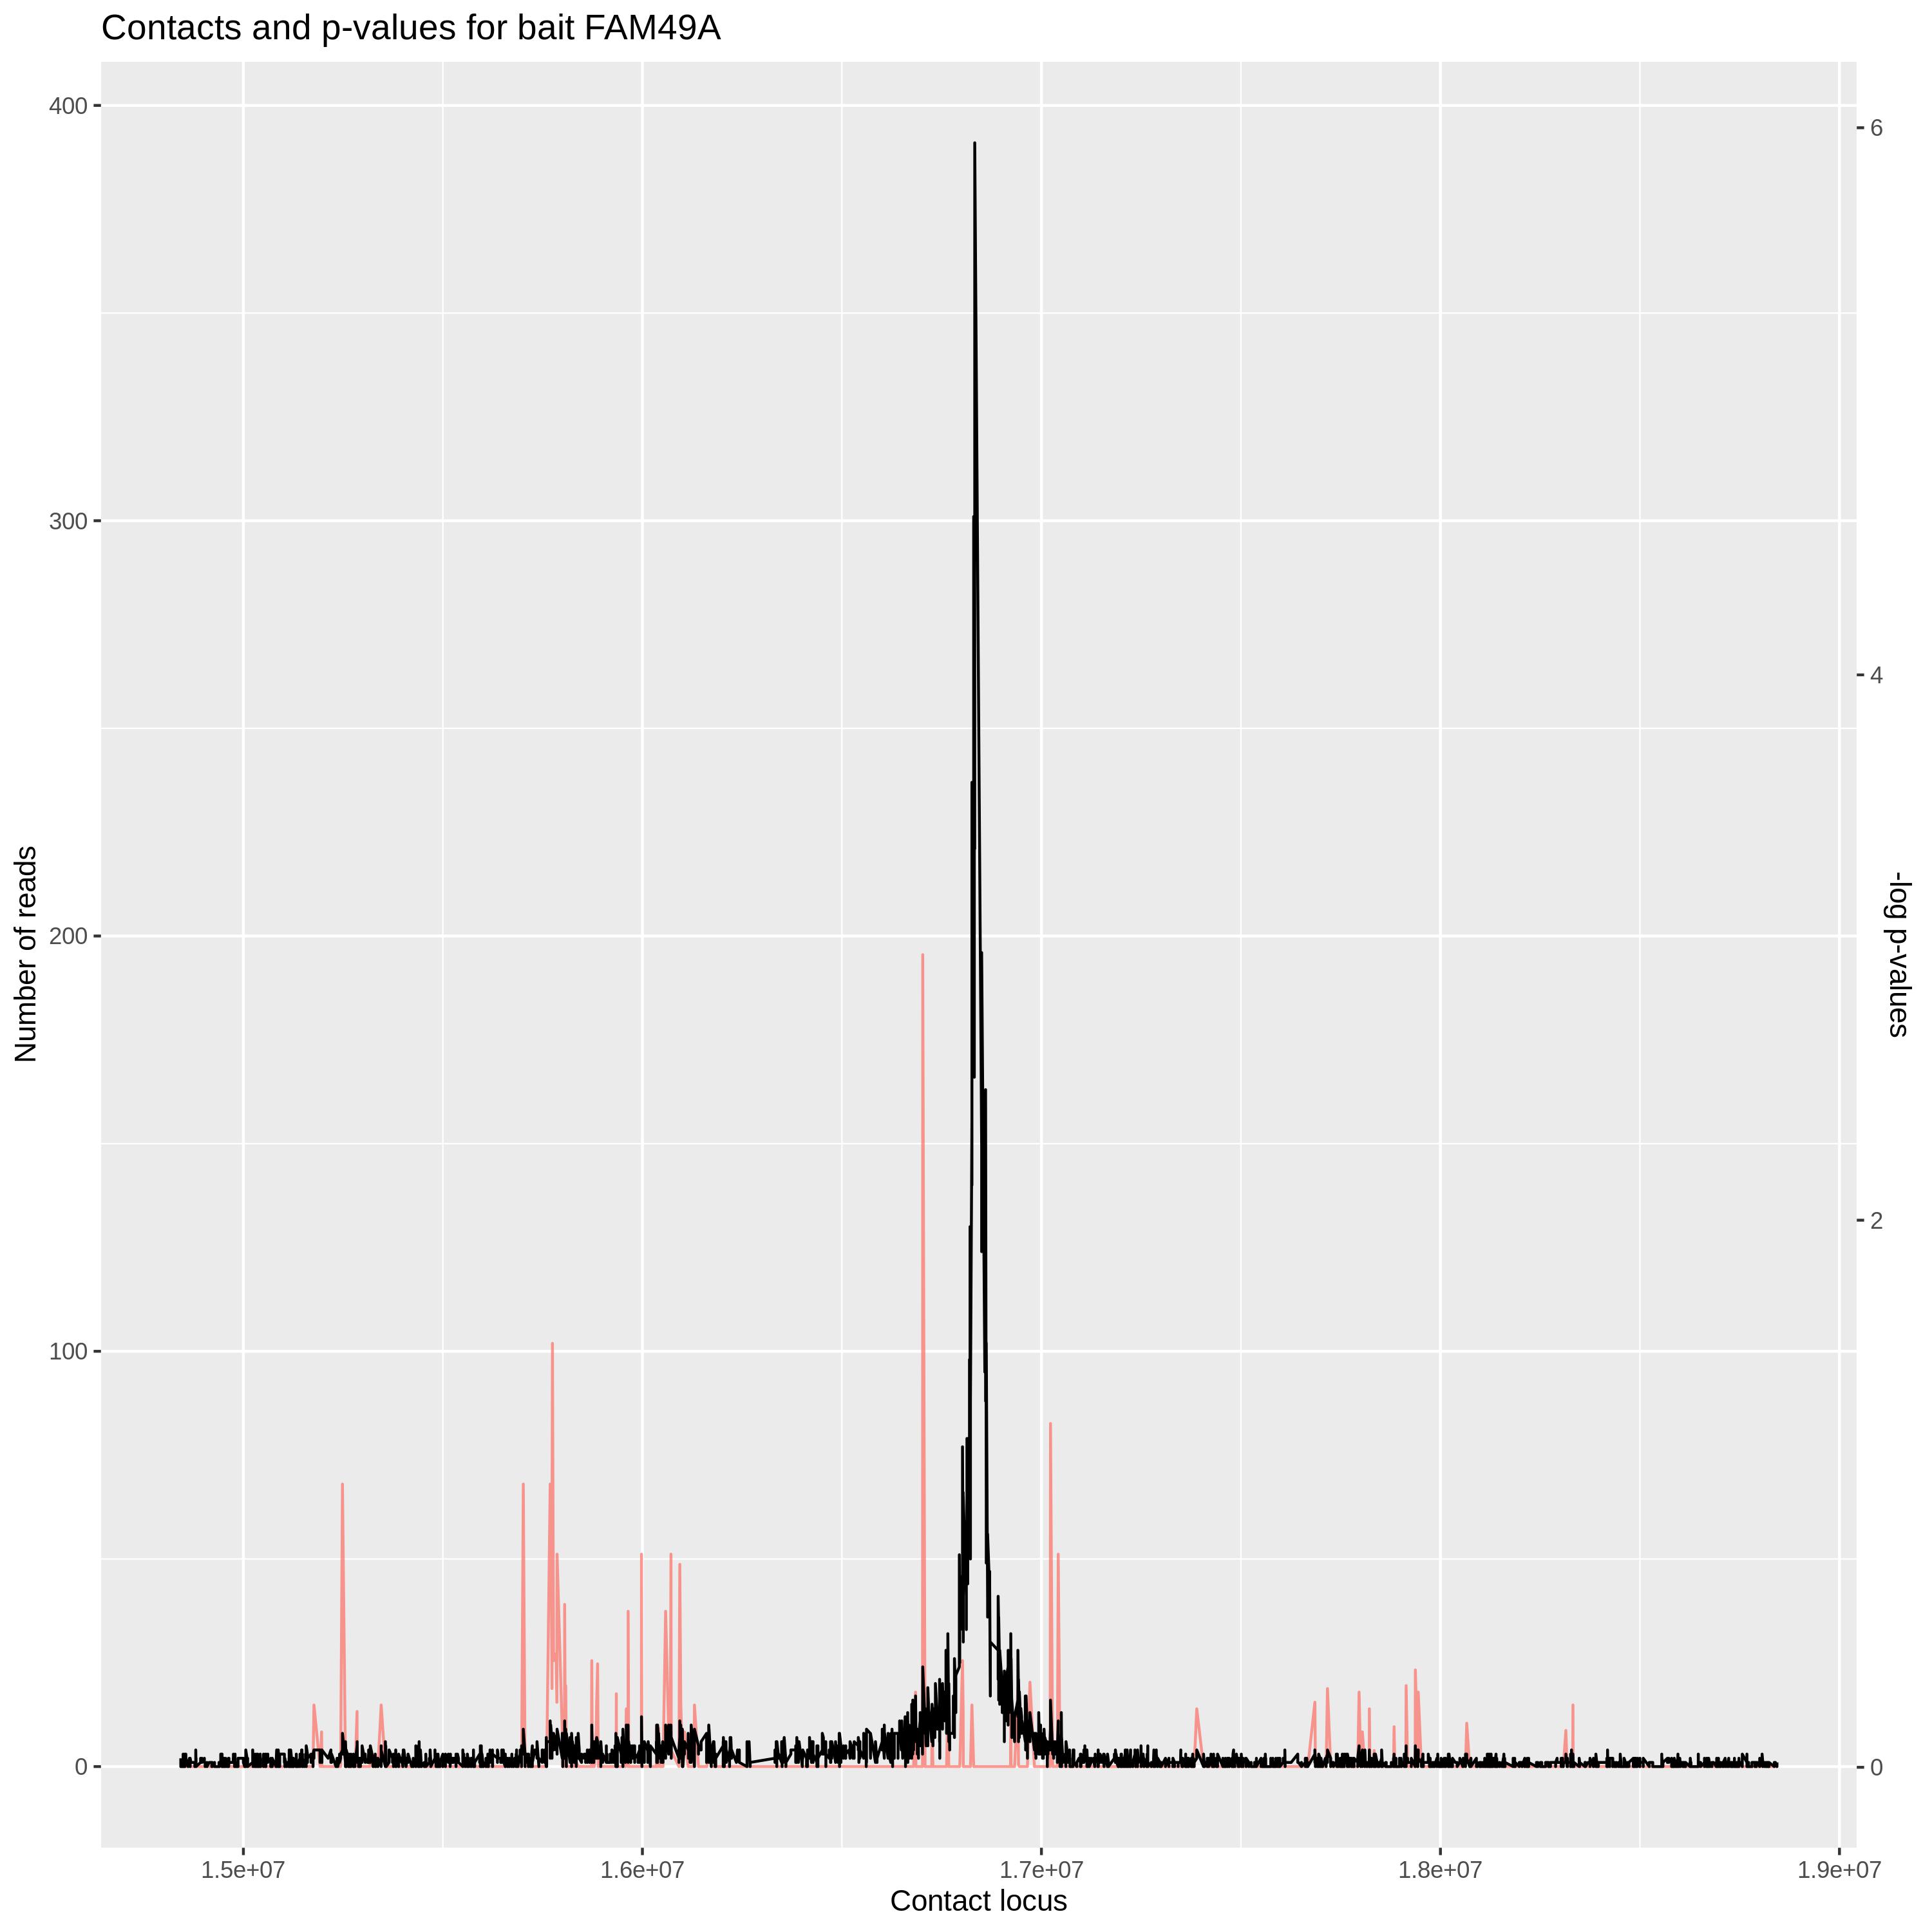 Contacts and p-values for bait FAM49A
400
300
200
100
0
Number of reads
6
4
2
0
-log p-values
1.5e+07 1.6e+07 1.7e+07 1.8e+07 1.9e+07
Contact locus